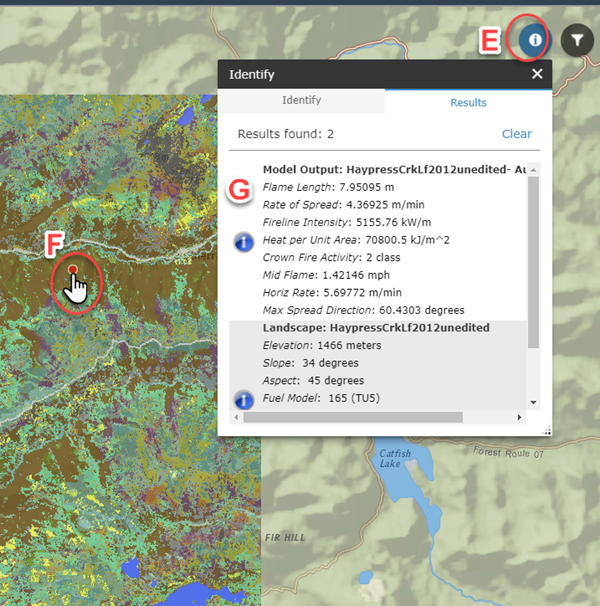 E
Identify
Identify
Results
Results found: 2
Clear
Model Output: HaypressCrkLf2012unedited- Au
G
Flame Length: 7.95095 m
Rate of Spread: 4.36925 m/min
Fireline Intensity: 5155.76 kW/m
Heat per Unit Area: 70800.5 kJ/m^2
Crown Fire Activity: 2 class
Mid Flame: 1.42146 mph
Horiz Rate: 5.69772 m/min
Max Spread Direction: 60.4303 degrees
F
Landscape: HaypressCrkLf2012unedited
Elevation: 1466 meters
Slope: 34 degrees
Aspect: 45 degrees
Fuel Model: 165 (TU5)
Catfish
Lake
Forest Route 07
FIR HILL